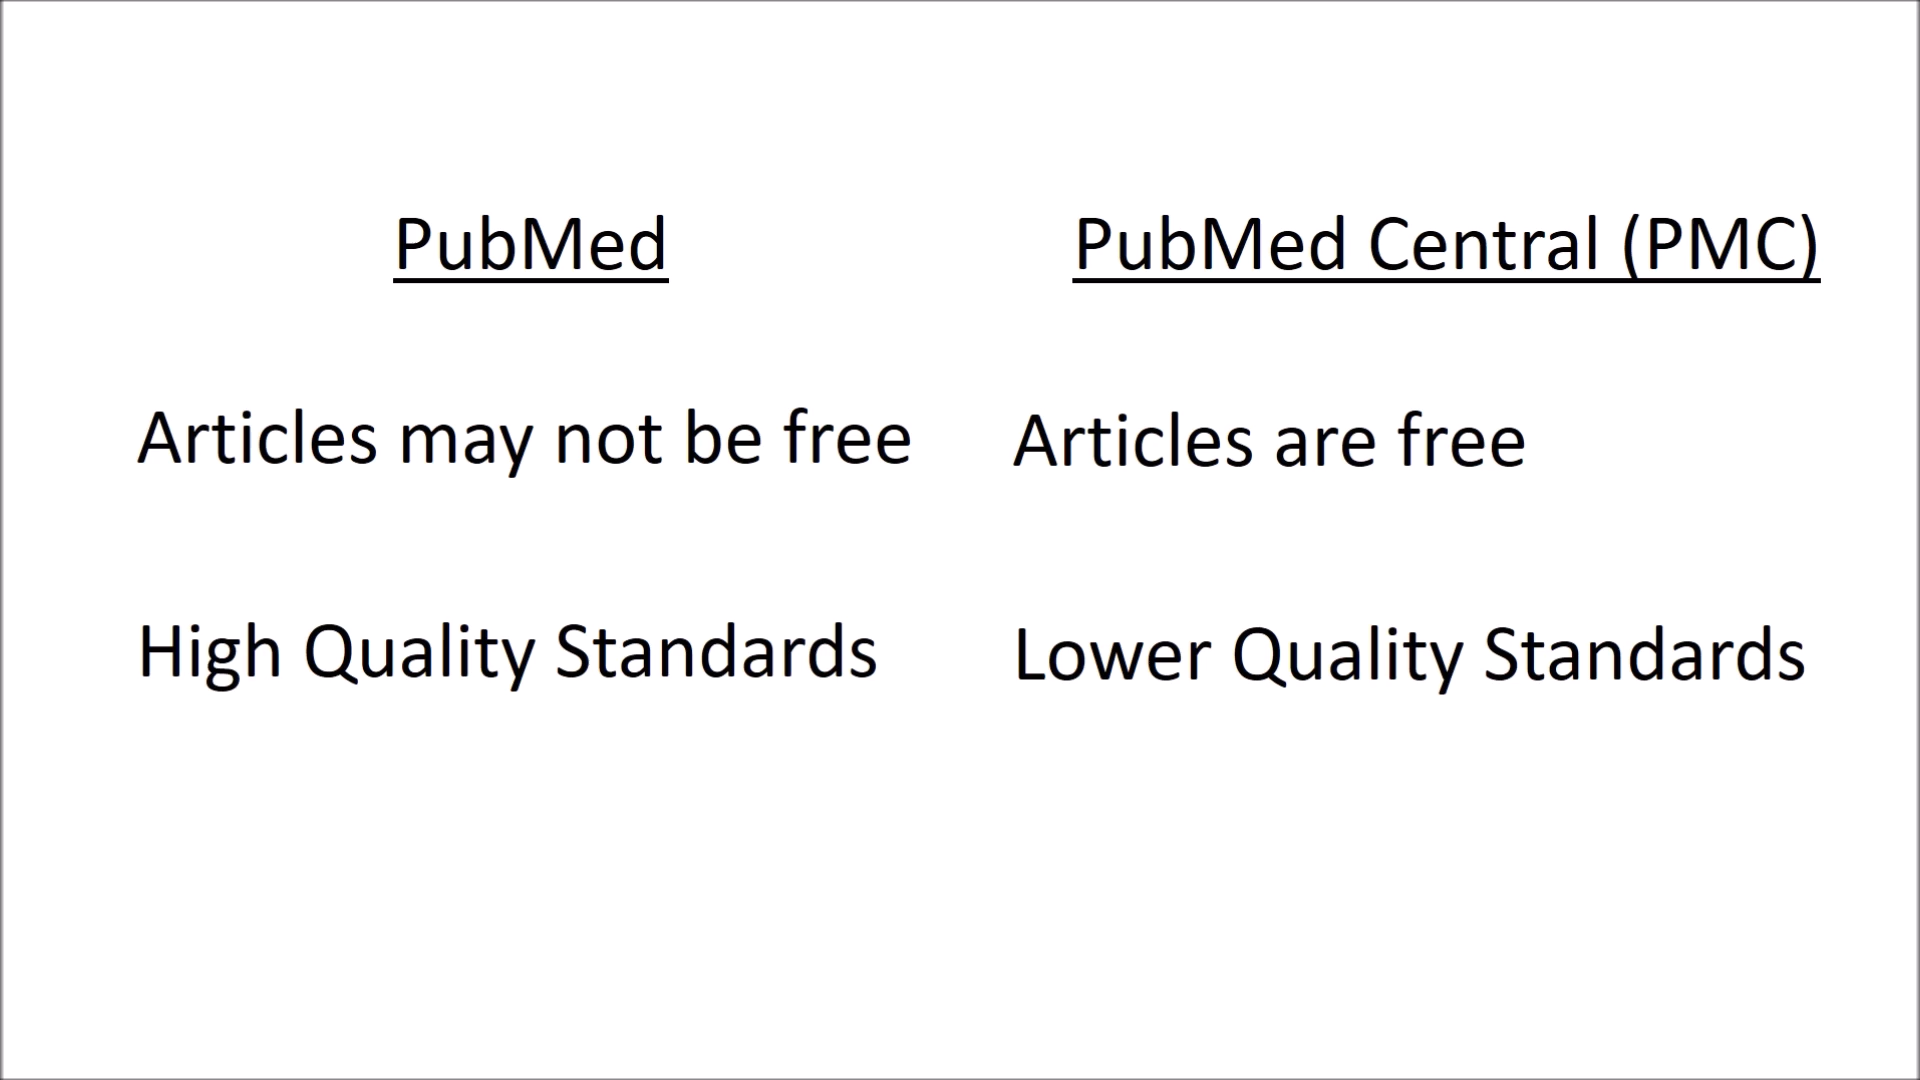 PubMed
PubMed Central (PMC)
Articles may not be free
Articles are free
High Quality Standards
Lower Quality Standards